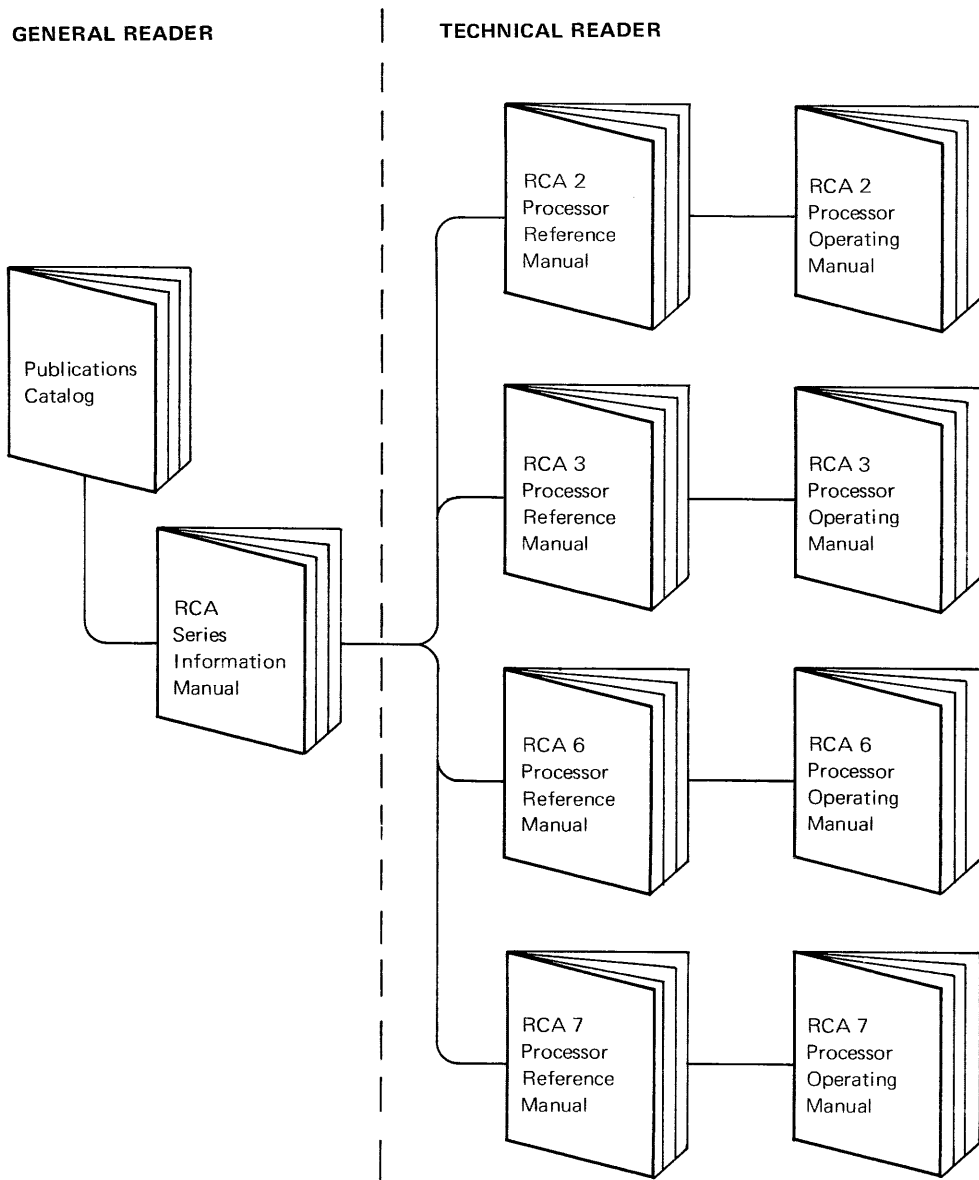 GENERAL READER
TECHNICAL READER
Publications
Catalog
RCA
Series
Information
Manual
RCA 2
Processor
Reference
Manual
RCA 2
Processor
Operating
Manual
RCA 3
Processor
Reference
Manual
RCA 3
Processor
Operating
Manual
RCA 6
Processor
Reference
Manual
RCA 6
Processor
Operating
Manual
RCA 7
Processor
Reference
Manual
RCA 7
Processor
Operating
Manual